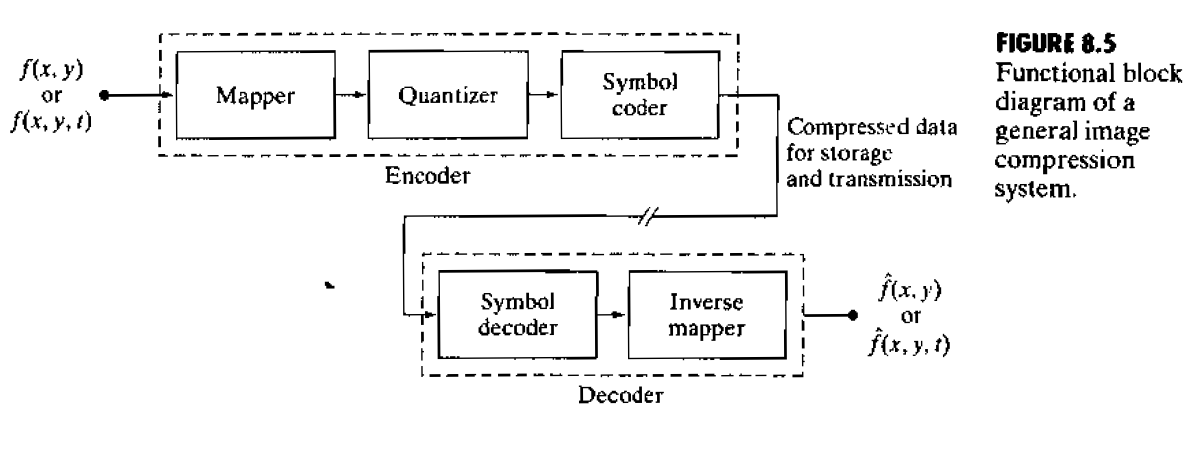 f(x, y)
or
f(x, y, t)
Mapper
Quantizer
Symbol
coder
Encoder
Compressed data
for storage
and transmission
FIGURE 8.5
Functional block
diagram of a
general image
compression
system.
Symbol
decoder
Inverse
mapper
Decoder
f̂(x, y)
or
f̂(x, y, t)